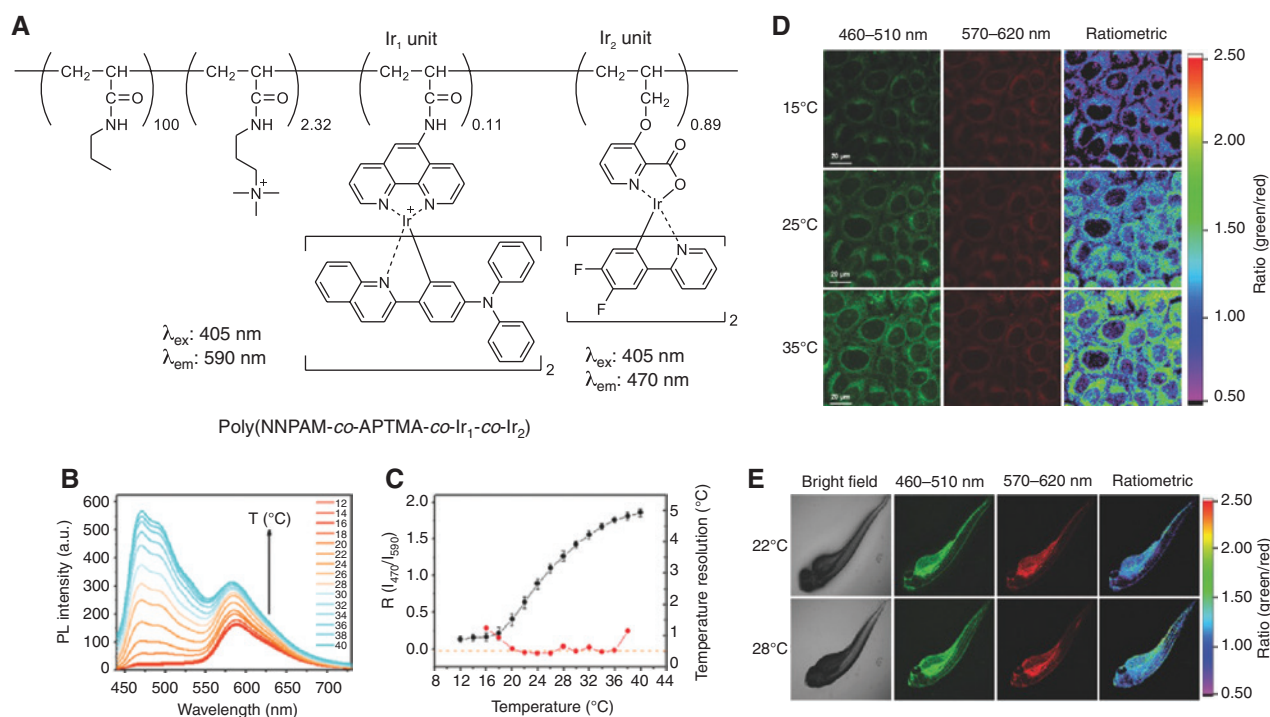 A
Ir1 unit
Ir2 unit
CH2 CH
C=O
NH
100
CH2 CH
C=O
NH
N
+
2.32
CH2 CH
C=O
NH
0.11
N N
Ir
+
N
N
2
CH2 CH
CH2
O
0.89
O
O
N
Ir
N
F
F
2
λex: 405 nm
λem: 590 nm
λex: 405 nm
λem: 470 nm
Poly(NNPAM-co-APTMA-co-Ir1-co-Ir2)
B
PL intensity (a.u.)
600
500
400
300
200
100
0
T (°C)
12
14
16
18
20
22
24
26
28
30
32
34
36
38
40
450 500 550 600 650 700
Wavelength (nm)
C
R (I470/I590)
2.0
1.5
1.0
0.5
0.0
5
4
3
2
1
0
Temperature resolution (°C)
8 12 16 20 24 28 32 36 40 44
Temperature (°C)
D
460–510 nm 570–620 nm Ratiometric
15°C
20 µm
25°C
20 µm
35°C
20 µm
2.50
2.00
1.50
1.00
0.50
Ratio (green/red)
E
Bright field 460–510 nm 570–620 nm Ratiometric
22°C
28°C
2.50
2.00
1.50
1.00
0.50
Ratio (green/red)